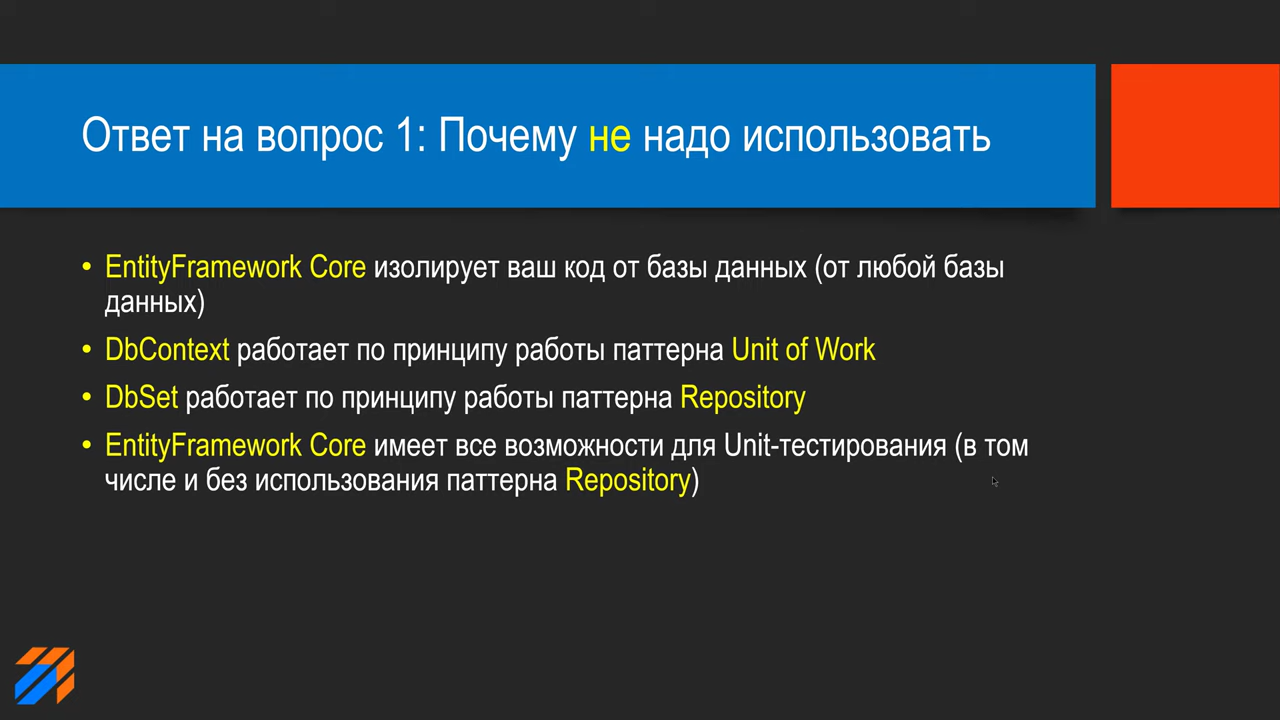 Ответ на вопрос 1: Почему не надо использовать
• EntityFramework Core изолирует ваш код от базы данных (от любой базы
данных)
• DbContext работает по принципу работы паттерна Unit of Work
• DbSet работает по принципу работы паттерна Repository
• EntityFramework Core имеет все возможности для Unit-тестирования (в том
числе и без использования паттерна Repository)